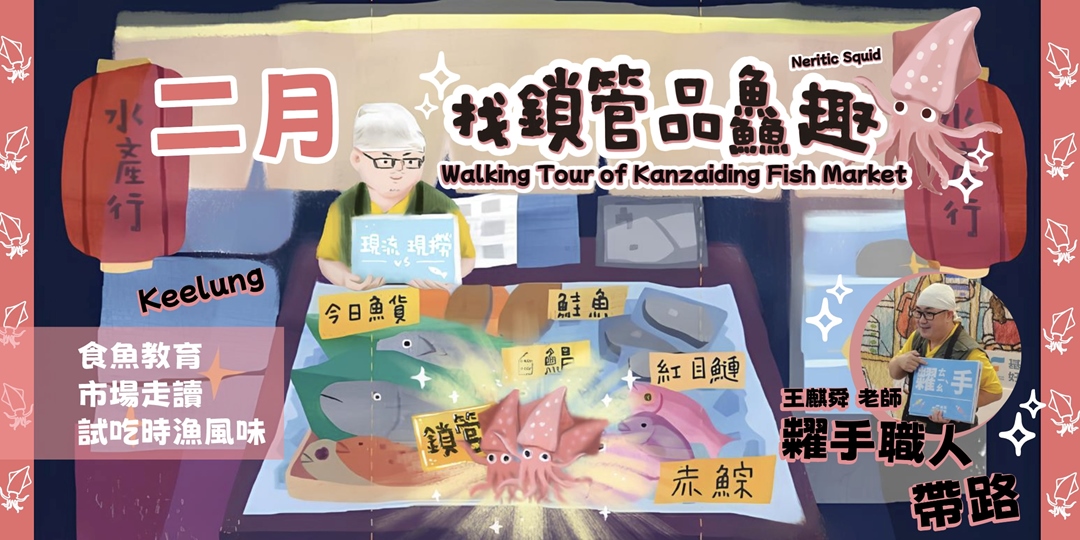 二月
找鎖管品鱻趣
Neritic Squid
Walking Tour of Kanzaiding Fish Market
水產行
水產行
現流 現撈
vs
Keelung
今日魚貨
鮭魚
紅目鰱
鎖管
赤鯮
食魚教育
市場走讀
試吃時漁風味
糶手
王麒舜 老師
糶手職人
帶路